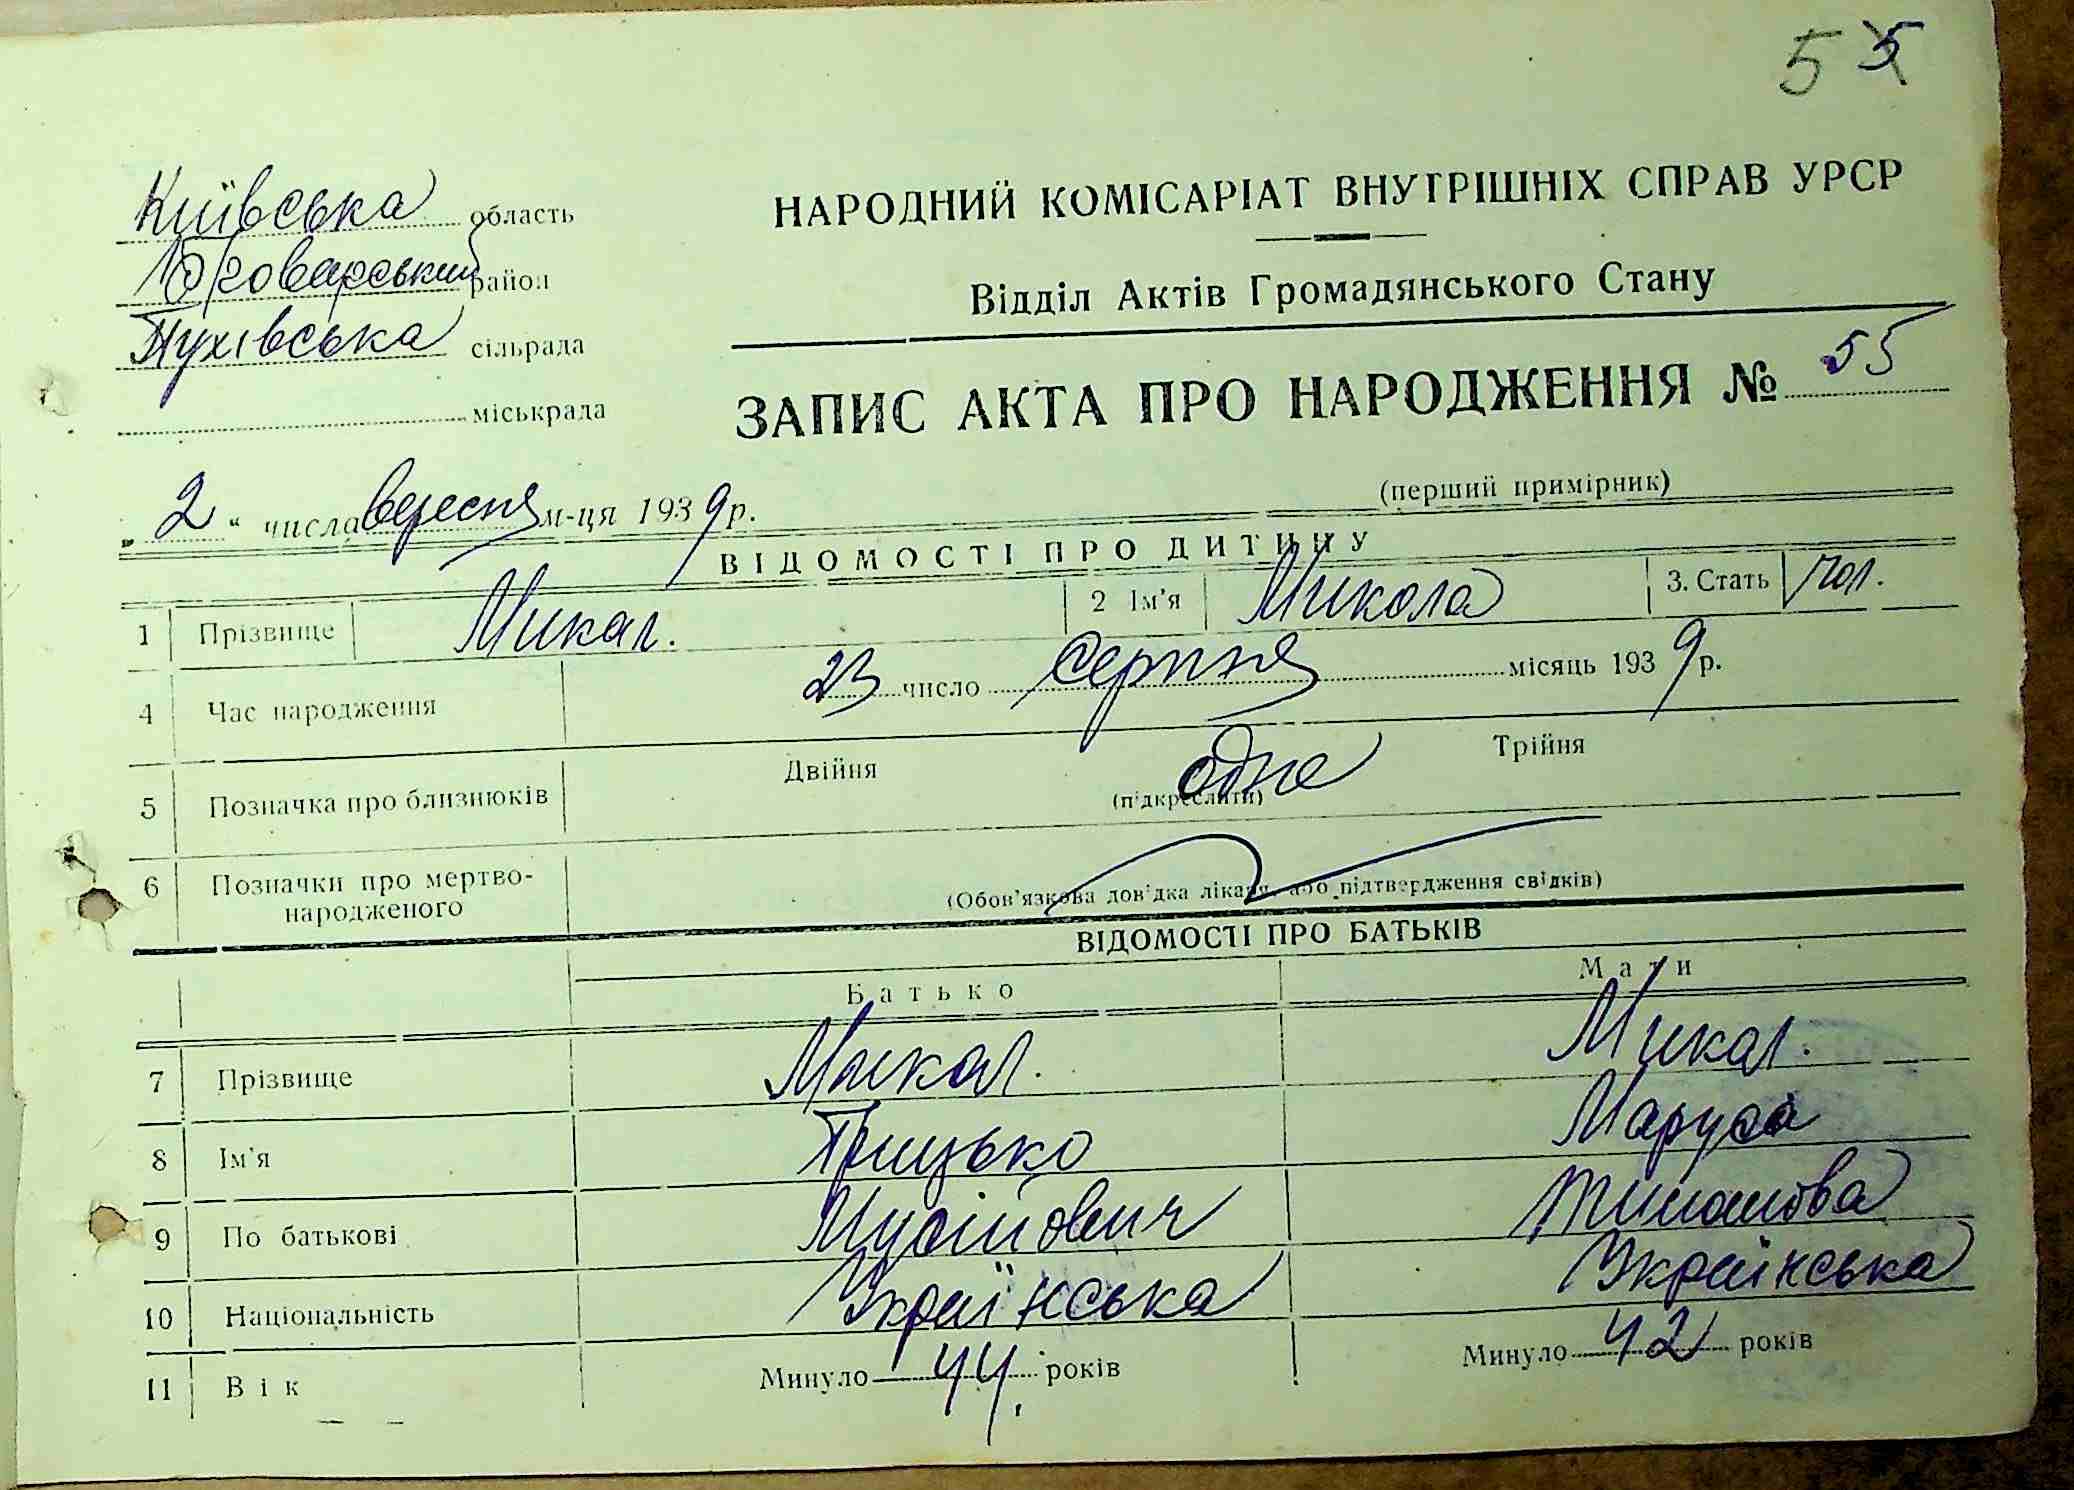 55
Київська область
Броварський район
Пухівська сільрада
міськрада
НАРОДНИЙ КОМІСАРІАТ ВНУТРІШНІХ СПРАВ УРСР
Відділ Актів Громадянського Стану
ЗАПИС АКТА ПРО НАРОДЖЕННЯ № 55
(перший примірник)
„2“ числа вересня м-ця 1939 р.
ВІДОМОСТІ ПРО ДИТИНУ
1 Прізвище Микал. 2 Ім'я Микола 3. Стать чол.
4 Час народження 23 число серпня місяць 1939 р.
5 Позначка про близнюків Двійня одне Трійня
(підкреслити)
6 Позначки про мертво-
народженого
(Обов'язкова дов'дка лікаря, або підтвердження свідків)
ВІДОМОСТІ ПРО БАТЬКІВ
Батько Мати
7 Прізвище Микал. Микал.
8 Ім'я Грицько Маруся
9 По батькові Мусійович
10 Національність Українська Українська
11 Вік Минуло 44. років Минуло 42 років